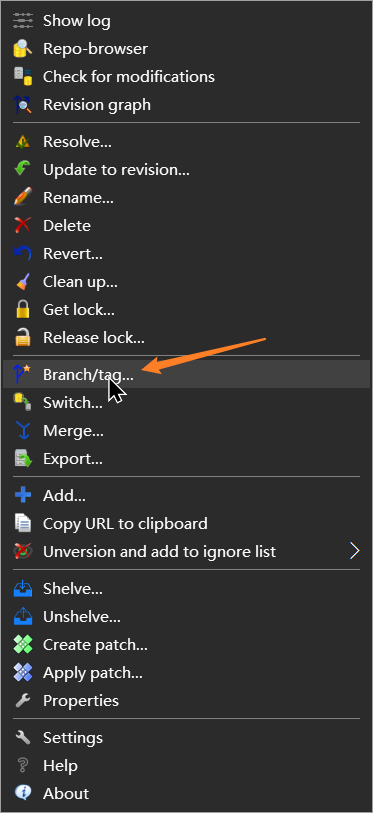 Show log
Repo-browser
Check for modifications
Revision graph
Resolve...
Update to revision...
Rename...
Delete
Revert...
Clean up...
Get lock...
Release lock...
Branch/tag...
Switch...
Merge...
Export...
Add...
Copy URL to clipboard
Unversion and add to ignore list
Shelve...
Unshelve...
Create patch...
Apply patch...
Properties
Settings
Help
About